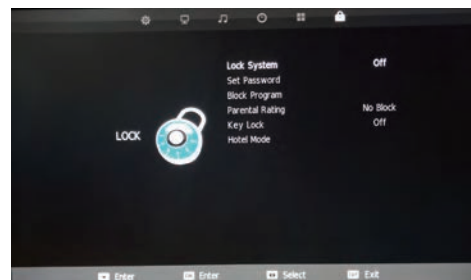 Lock System Off
Set Password
Block Program
Parental Rating No Block
Key Lock Off
Hotel Mode
LOCK
Enter Enter Select Exit